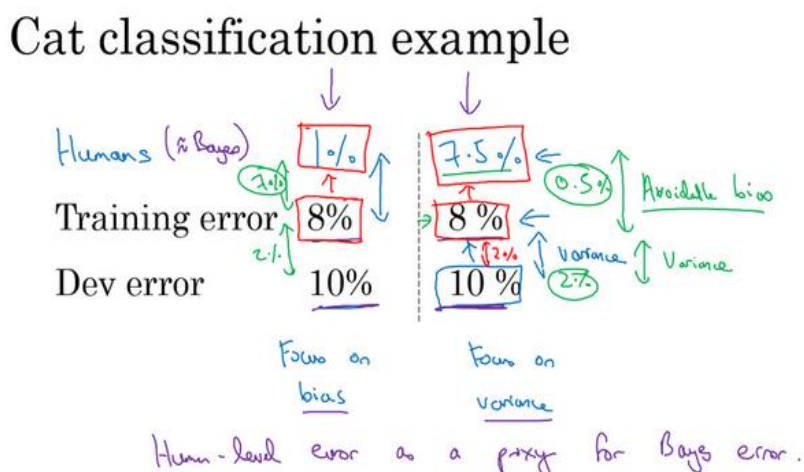 Cat classification example
Humans (≈ Bayes) 1% 7.5%
7% 0.5% Avoidable bias
Training error 8% 8 %
2% 2% variance Variance
Dev error 10% 10 % 2%
Focus on Focus on
bias variance
Human-level error as a proxy for Bayes error.